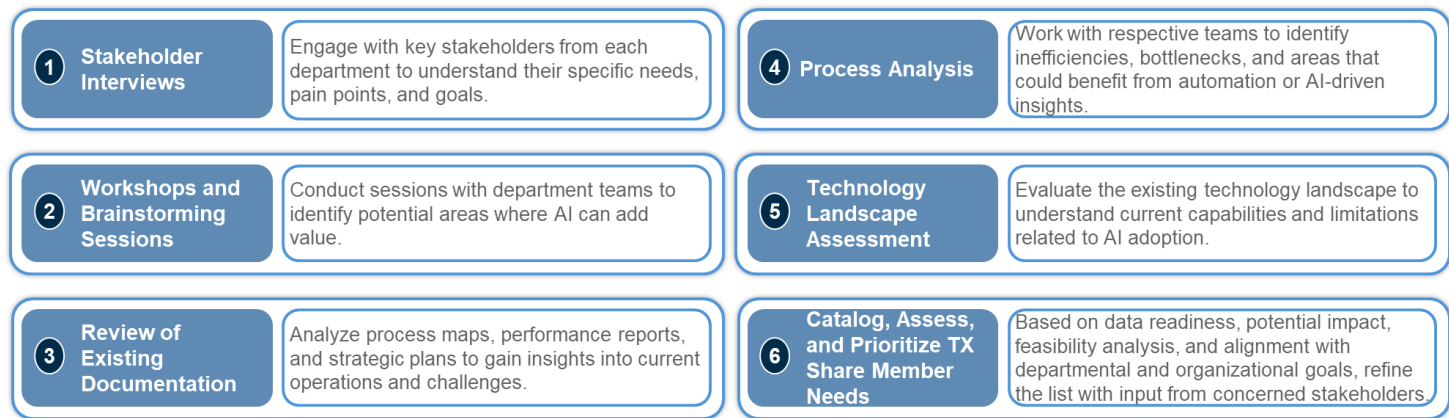 1
Stakeholder
Interviews
Engage with key stakeholders from each
department to understand their specific needs,
pain points, and goals.
2
Workshops and
Brainstorming
Sessions
Conduct sessions with department teams to
identify potential areas where AI can add
value.
3
Review of
Existing
Documentation
Analyze process maps, performance reports,
and strategic plans to gain insights into current
operations and challenges.
4
Process Analysis
Work with respective teams to identify
inefficiencies, bottlenecks, and areas that
could benefit from automation or AI-driven
insights.
5
Technology
Landscape
Assessment
Evaluate the existing technology landscape to
understand current capabilities and limitations
related to AI adoption.
6
Catalog, Assess,
and Prioritize TX
Share Member
Needs
Based on data readiness, potential impact,
feasibility analysis, and alignment with
departmental and organizational goals, refine
the list with input from concerned stakeholders.